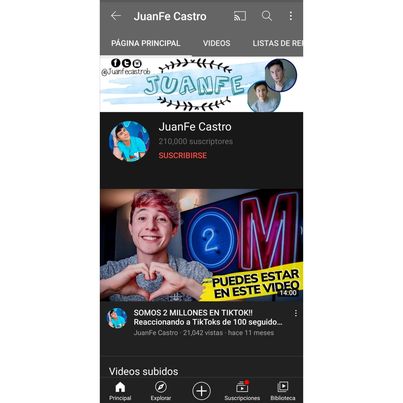 JuanFe Castro
PÁGINA PRINCIPAL VIDEOS LISTAS DE RE
@Juanfecastrob
JUANFE
JuanFe Castro
210,000 suscriptores
SUSCRIBIRSE
2M
PUEDES ESTAR
EN ESTE VIDEO
14:00
SOMOS 2 MILLONES EN TIKTOK!!
Reaccionando a TikToks de 100 seguido...
JuanFe Castro · 21,042 vistas · hace 11 meses
Videos subidos
Principal Explorar Suscripciones Biblioteca